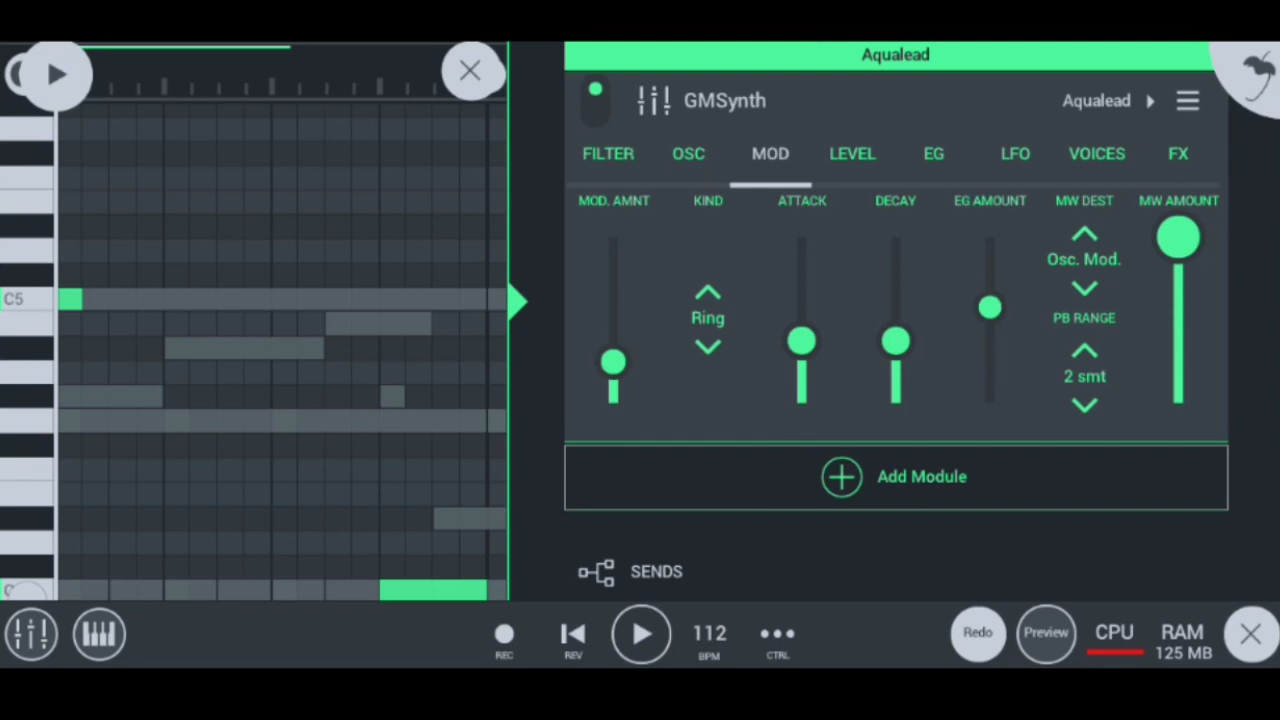 Aqualead
GMSynth
Aqualead
FILTER OSC MOD LEVEL EG LFO VOICES FX
MOD. AMNT KIND ATTACK DECAY EG AMOUNT MW DEST MW AMOUNT
Osc. Mod.
C5
Ring
PB RANGE
2 smt
Add Module
SENDS
REC
REV
112
BPM
CTRL
Redo
Preview
CPU
RAM
125 MB